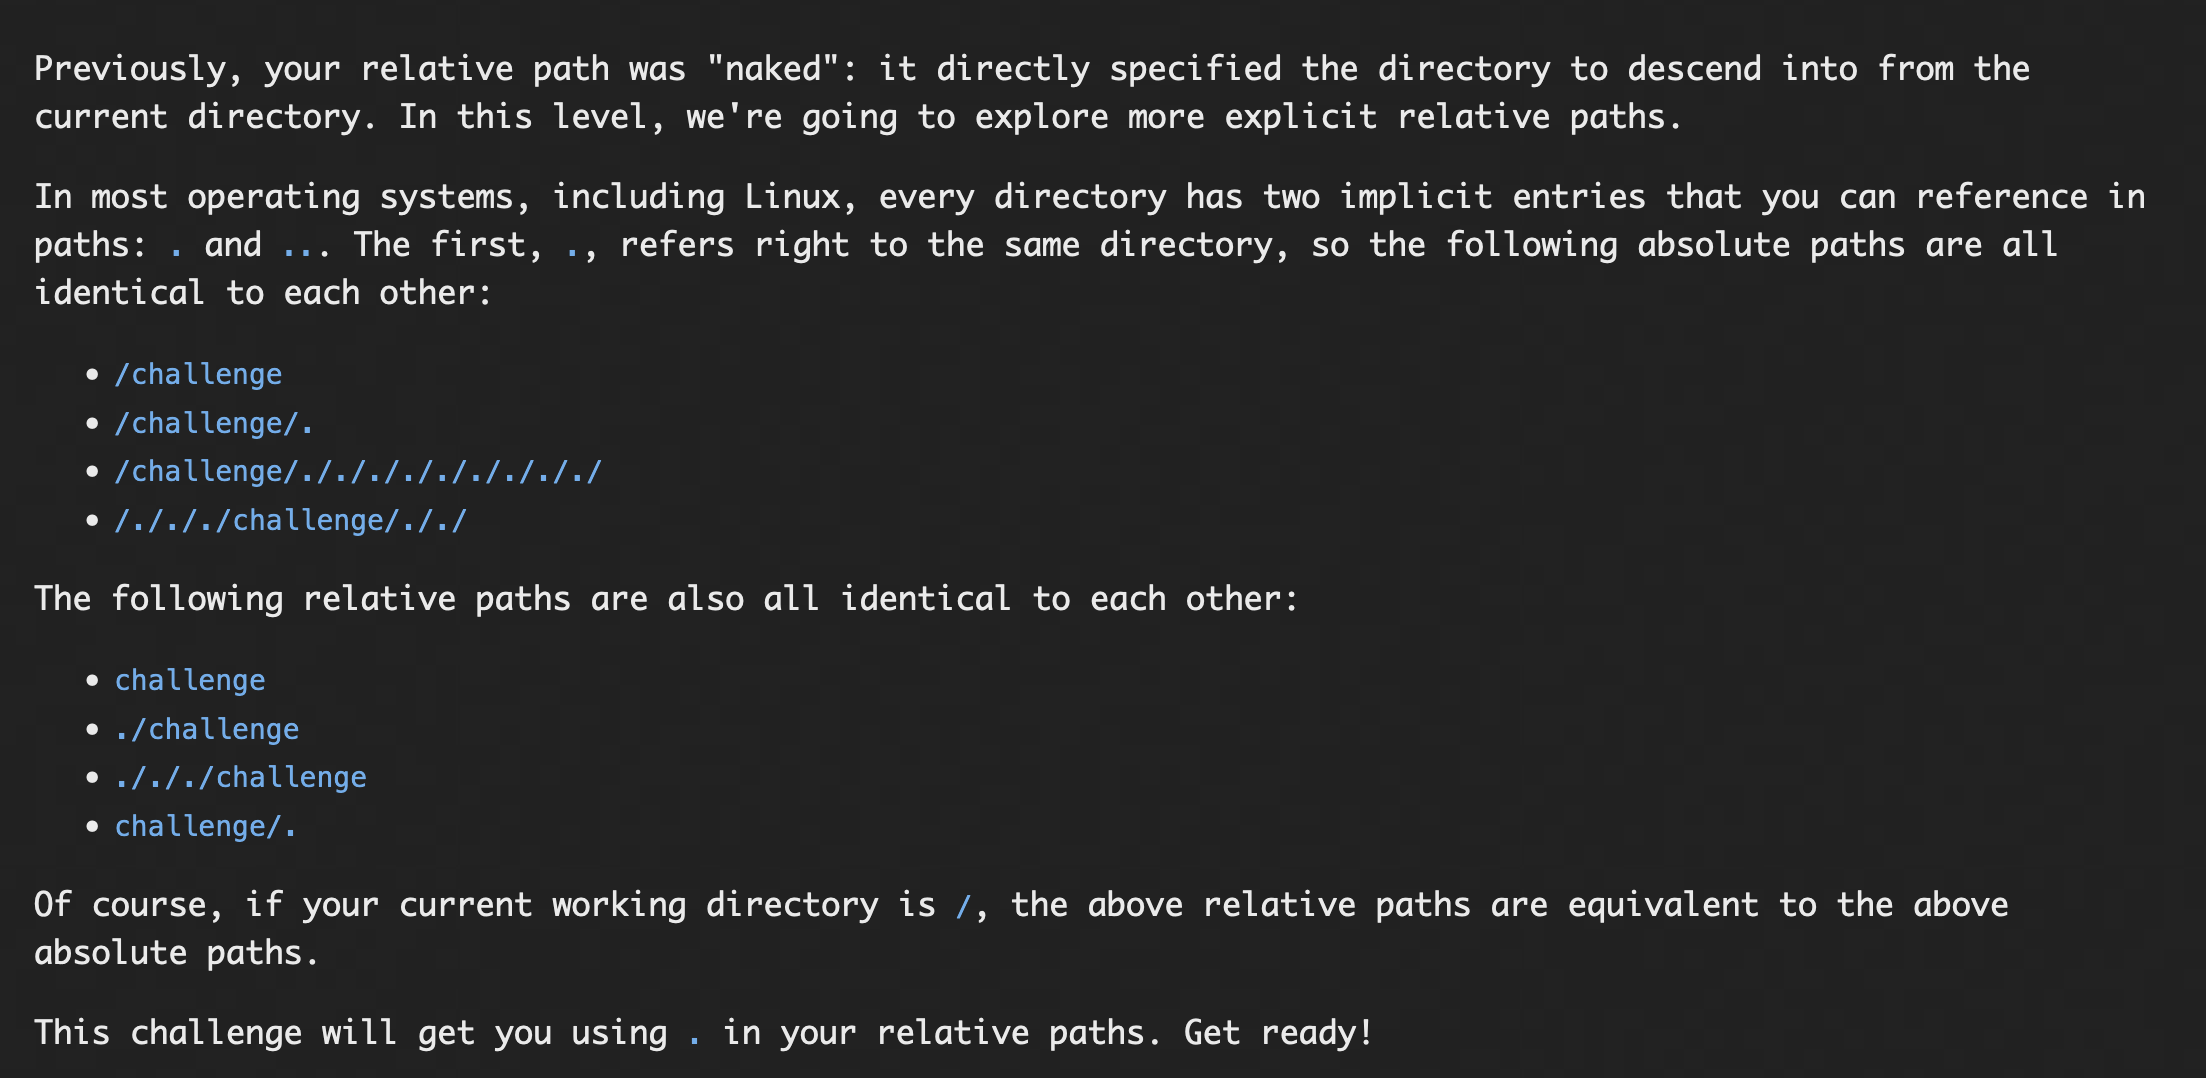 Previously, your relative path was "naked": it directly specified the directory to descend into from the
current directory. In this level, we're going to explore more explicit relative paths.
In most operating systems, including Linux, every directory has two implicit entries that you can reference in
paths: . and ... The first, ., refers right to the same directory, so the following absolute paths are all
identical to each other:
• /challenge
• /challenge/.
• /challenge/./././././././././
• /./././challenge/././
The following relative paths are also all identical to each other:
• challenge
• ./challenge
• ./././challenge
• challenge/.
Of course, if your current working directory is /, the above relative paths are equivalent to the above
absolute paths.
This challenge will get you using . in your relative paths. Get ready!